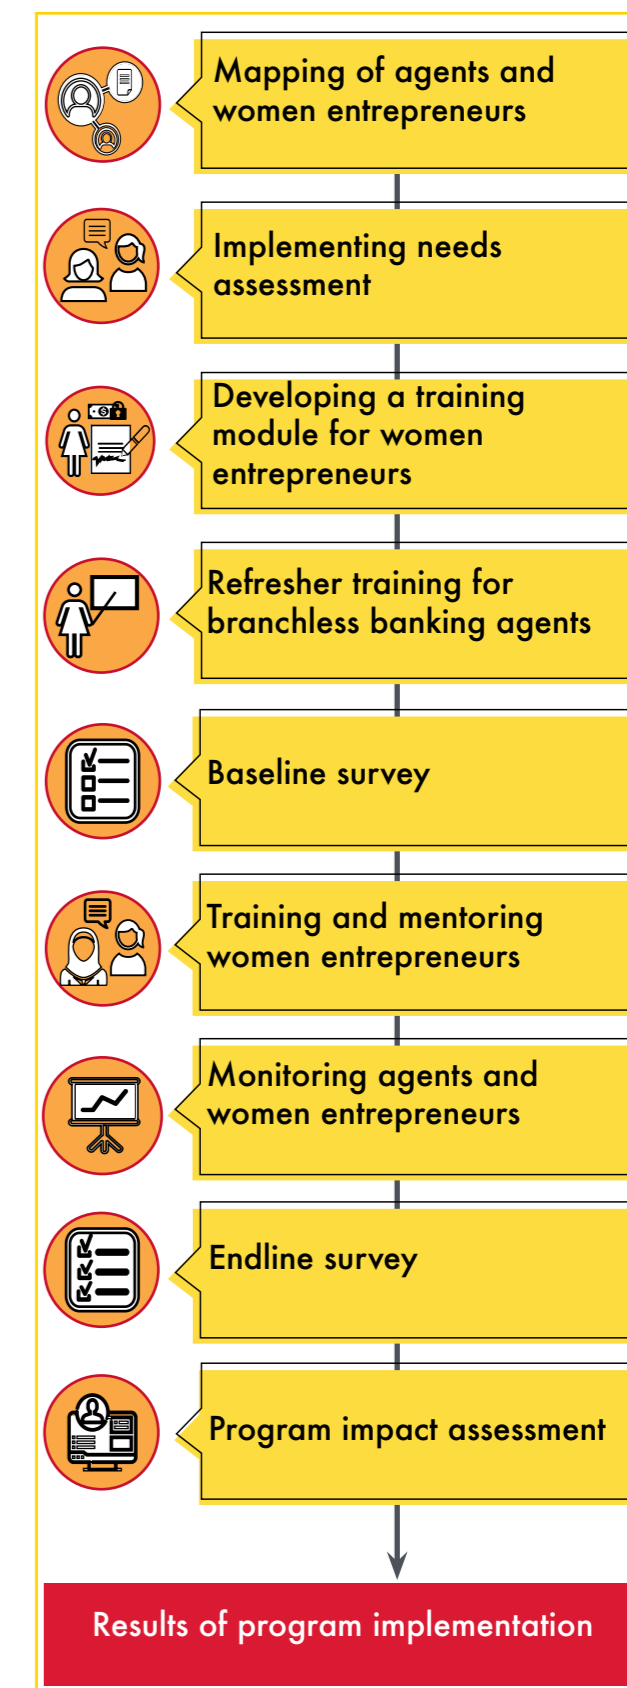 Mapping of agents and
women entrepreneurs
Implementing needs
assessment
Developing a training
module for women
entrepreneurs
Refresher training for
branchless banking agents
Baseline survey
Training and mentoring
women entrepreneurs
Monitoring agents and
women entrepreneurs
Endline survey
Program impact assessment
Results of program implementation